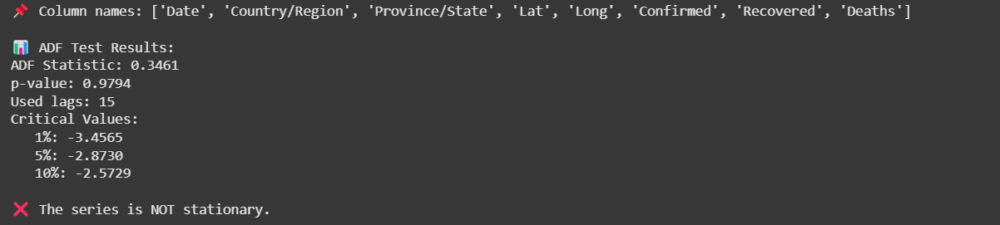 📌 Column names: ['Date', 'Country/Region', 'Province/State', 'Lat', 'Long', 'Confirmed', 'Recovered', 'Deaths']
📊 ADF Test Results:
ADF Statistic: 0.3461
p-value: 0.9794
Used lags: 15
Critical Values:
1%: -3.4565
5%: -2.8730
10%: -2.5729
❌ The series is NOT stationary.